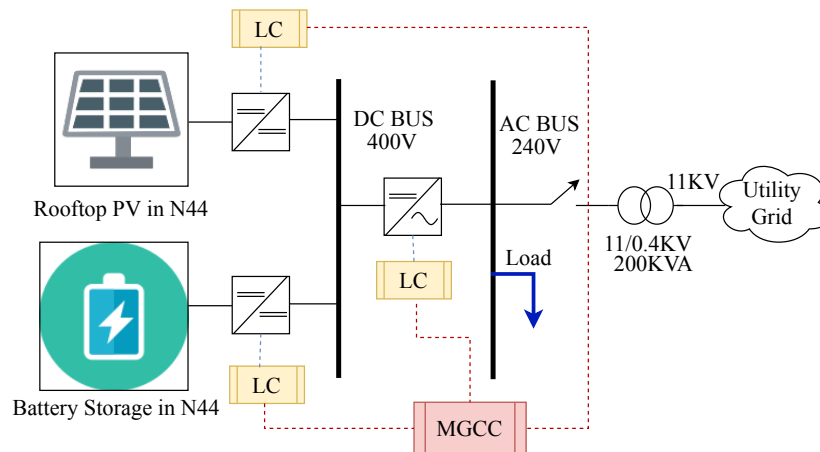 LC
DC BUS
400V
AC BUS
240V
11KV
Utility
Grid
Rooftop PV in N44
11/0.4KV
200KVA
Load
LC
LC
Battery Storage in N44
MGCC